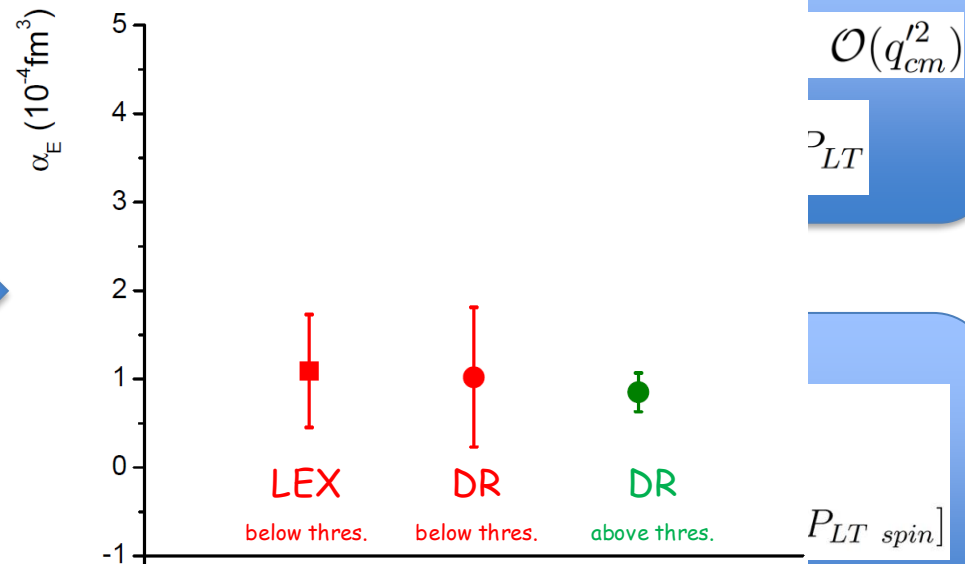 α_E (10^-4 fm^3)
5
4
3
2
1
0
-1
LEX
below thres.
DR
below thres.
DR
above thres.
𝒪(q'^2_cm)
P_LT
P_LT spin]